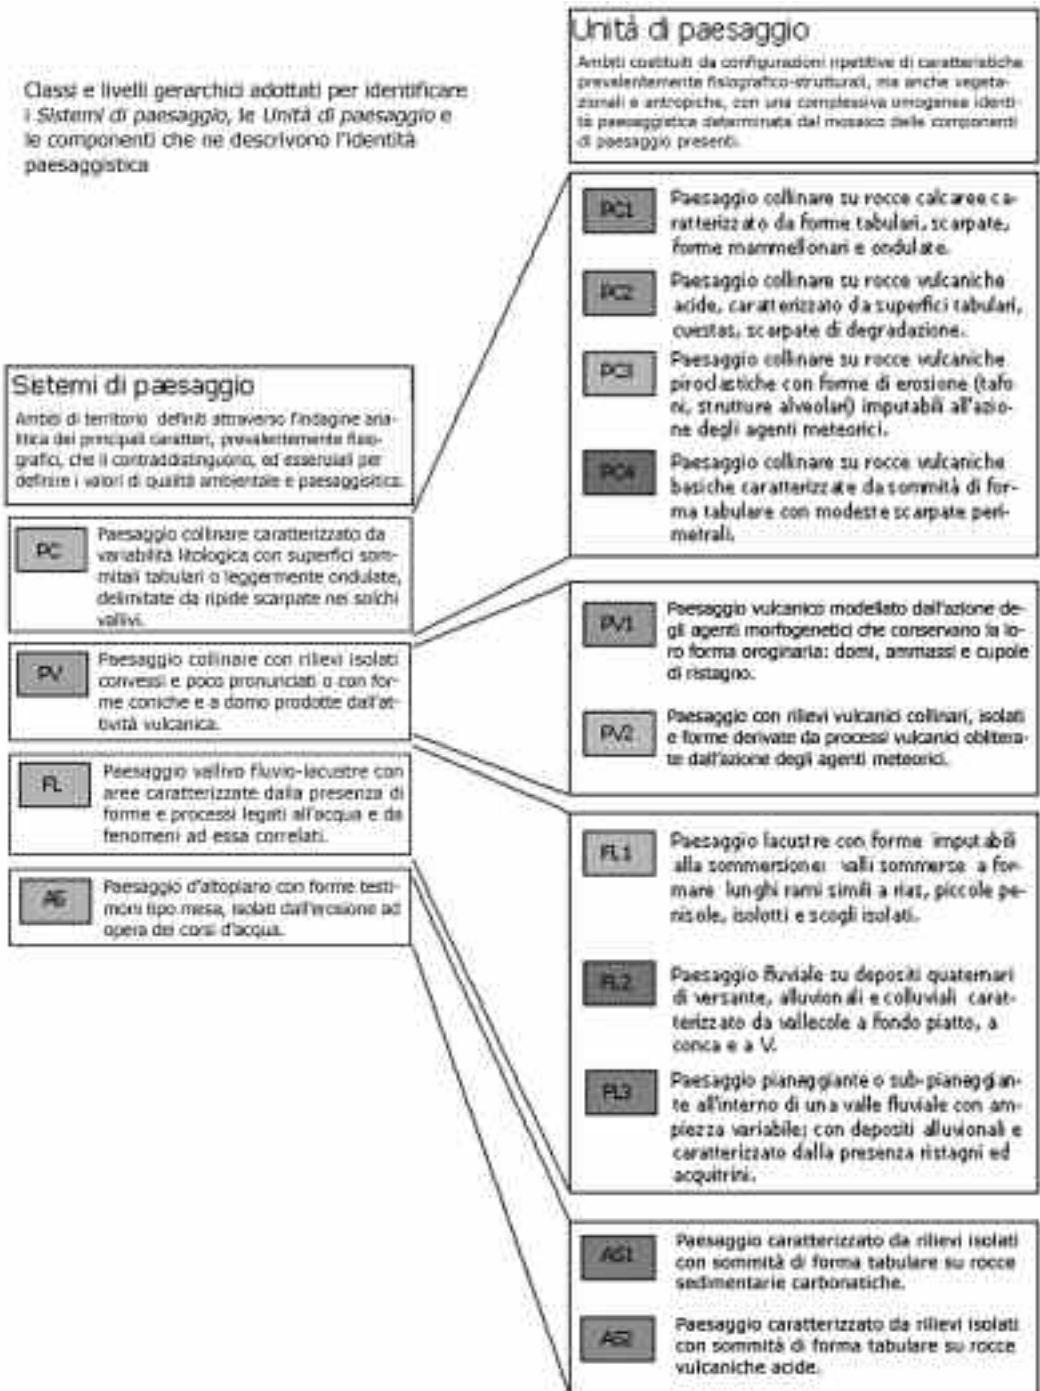 Classi e livelli gerarchici adottati per identificare
i Sistemi di paesaggio, le Unità di paesaggio e
le componenti che ne descrivono l'identità
paesaggistica
Unità di paesaggio
Ambiti costituiti da configurazioni ripetitive di caratteristiche
prevalentemente fisiografico-strutturali, ma anche vegeta-
zionali e antropiche, con una complessiva omogenea identi-
tà paesaggistica determinata dal mosaico delle componenti
di paesaggio presenti.
Sistemi di paesaggio
Ambiti di territorio definiti attraverso l'indagine ana-
litica dei principali caratteri, prevalentemente fisio-
grafici, che li contraddistinguono, ed essenziali per
definire i valori di qualità ambientale e paesaggisitica.
PC
Paesaggio collinare caratterizzato da
variabilità litologica con superfici som-
mitali tabulari o leggermente ondulate,
delimitate da ripide scarpate nei solchi
vallivi.
PV
Paesaggio collinare con rilievi isolati
convessi e poco pronunciati o con for-
me coniche e a domo prodotte dall'at-
tività vulcanica.
FL
Paesaggio vallivo fluvio-lacustre con
aree caratterizzate dalla presenza di
forme e processi legati all'acqua e da
fenomeni ad essa correlati.
Paesaggio d'altopiano con forme testi-
moni tipo mesa, isolati dall'erosione ad
opera dei corsi d'acqua.
PC1
Paesaggio collinare su rocce calcaree ca-
ratterizzato da forme tabulari, scarpate,
forme mammellonari e ondulate.
PC2
Paesaggio collinare su rocce vulcaniche
acide, caratterizzato da superfici tabulari,
cuestas, scarpate di degradazione.
PC3
Paesaggio collinare su rocce vulcaniche
piroclastiche con forme di erosione (tafo
ni, strutture alveolari) imputabili all'azio-
ne degli agenti meteorici.
PC4
Paesaggio collinare su rocce vulcaniche
basiche caratterizzate da sommità di for-
ma tabulare con modeste scarpate peri-
metrali.
PV1
Paesaggio vulcanico modellato dall'azione de-
gli agenti morfogenetici che conservano la lo-
ro forma oroginaria: domi, ammassi e cupole
di ristagno.
PV2
Paesaggio con rilievi vulcanici collinari, isolati
e forme derivate da processi vulcanici oblitera-
te dall'azione degli agenti meteorici.
FL1
Paesaggio lacustre con forme imputabili
alla sommersione: valli sommerse a for-
mare lunghi rami simili a rias, piccole pe-
nisole, isolotti e scogli isolati.
FL2
Paesaggio fluviale su depositi quaternari
di versante, alluvionali e colluviali carat-
terizzato da vallecole a fondo piatto, a
conca e a V.
FL3
Paesaggio pianeggiante o sub-pianeggian-
te all'interno di una valle fluviale con am-
piezza variabile; con depositi alluvionali e
caratterizzato dalla presenza ristagni ed
acquitrini.
AS1
Paesaggio caratterizzato da rilievi isolati
con sommità di forma tabulare su rocce
sedimentarie carbonatiche.
AS2
Paesaggio caratterizzato da rilievi isolati
con sommità di forma tabulare su rocce
vulcaniche acide.